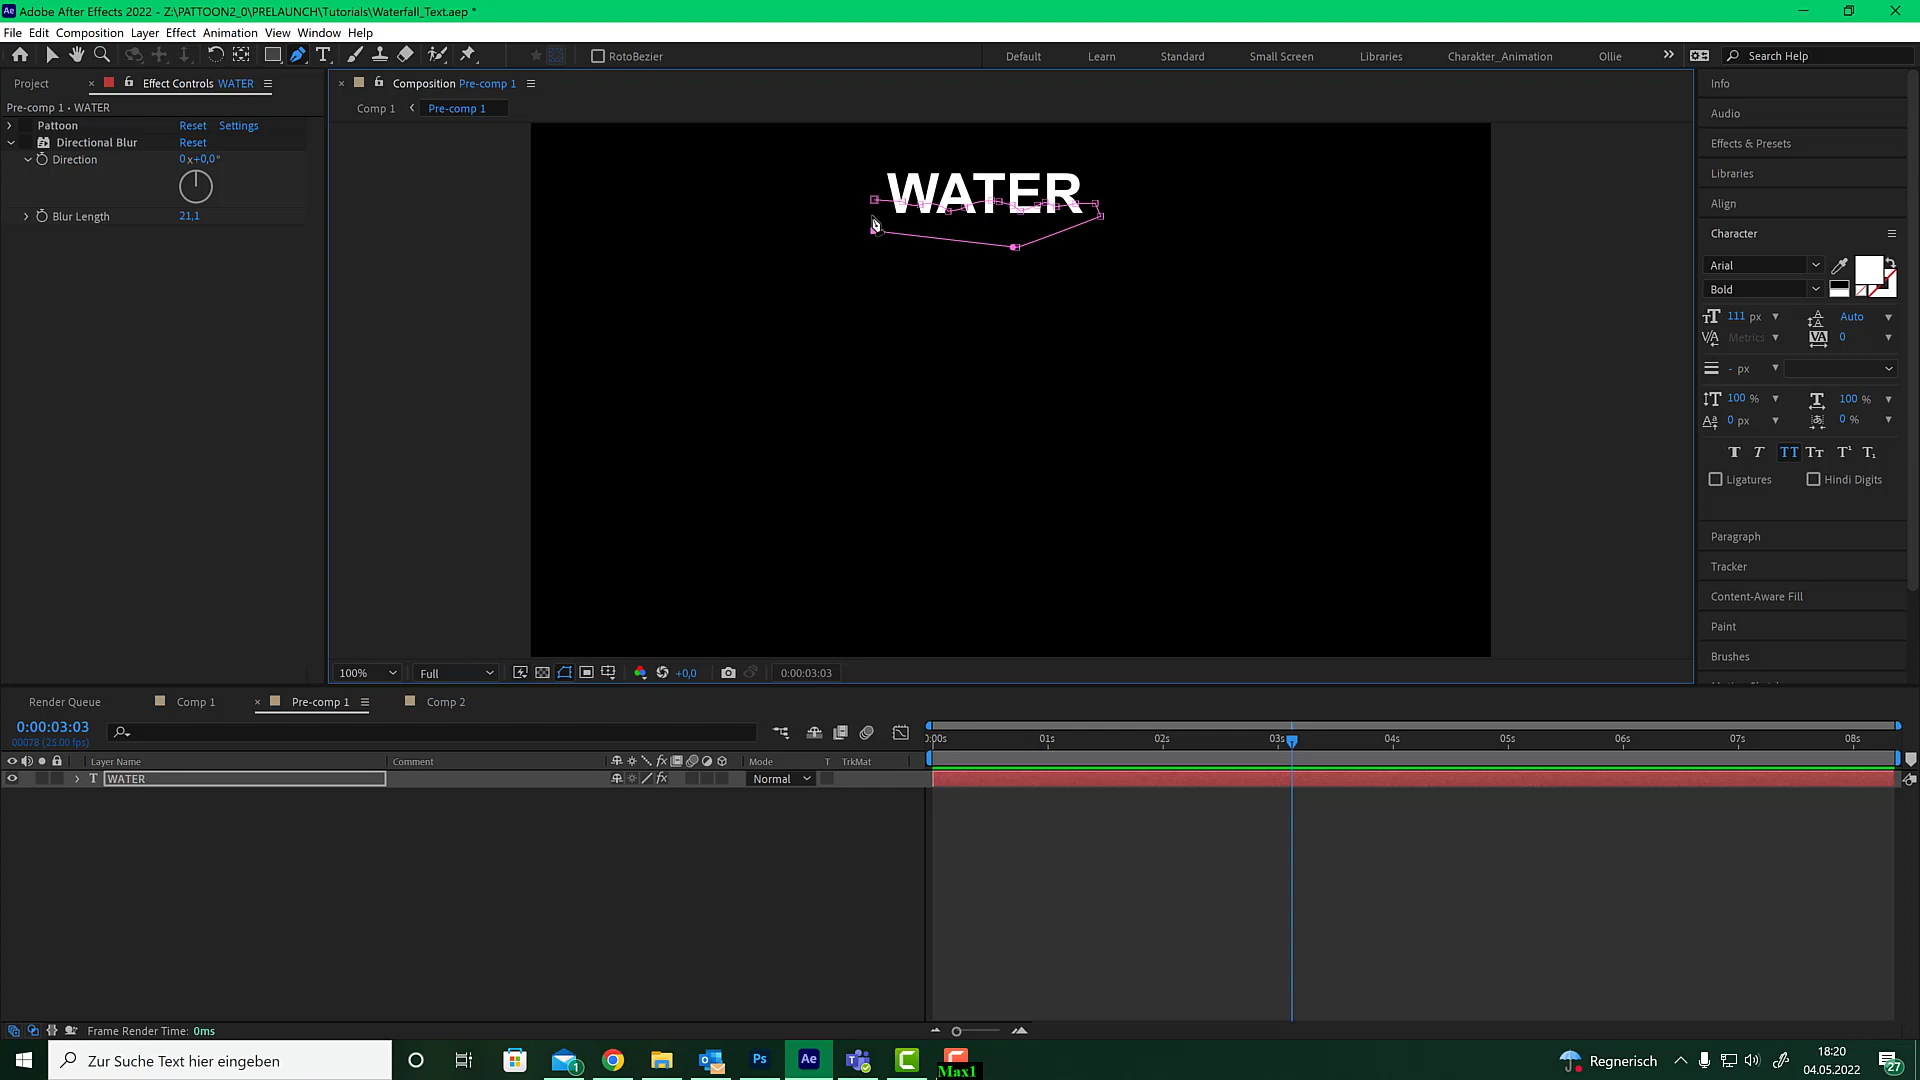 Adobe After Effects 2022 - Z:\PATTOON2_0\PRELAUNCH\Tutorials\Waterfall_Text.aep *
File Edit Composition Layer Effect Animation View Window Help
RotoBezier
Default Learn Standard Small Screen Libraries Charakter_Animation Ollie
Search Help
Project
Effect Controls WATER
Composition Pre-comp 1
Info
Pre-comp 1 • WATER
Comp 1 Pre-comp 1
Audio
Pattoon Reset Settings
Directional Blur Reset
Effects & Presets
Direction 0 x+0,0°
Libraries
Blur Length 21,1
Align
WATER
Character
Arial
Bold
111 px Auto
Metrics 0
- px
100 % 100 %
0 px 0 %
Ligatures Hindi Digits
Paragraph
Tracker
Content-Aware Fill
Paint
Brushes
100% Full +0,0 0:00:03:03
Render Queue Comp 1 Pre-comp 1 Comp 2
0:00:03:03
00078 (25.00 fps)
0:00s 01s 02s 03s 04s 05s 06s 07s 08s
Layer Name Comment Mode T TrkMat
T WATER Normal
Frame Render Time: 0ms
Zur Suche Text hier eingeben
1
Ps
Ae
Max1
Regnerisch
18:20
04.05.2022
27